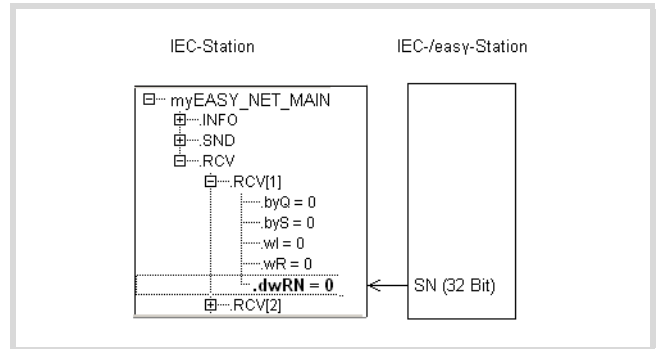 IEC-Station
IEC-/easy-Station
myEASY_NET_MAIN
.INFO
.SND
.RCV
.RCV[1]
.byQ = 0
.byS = 0
.wI = 0
.wR = 0
.dwRN = 0
SN (32 Bit)
.RCV[2]